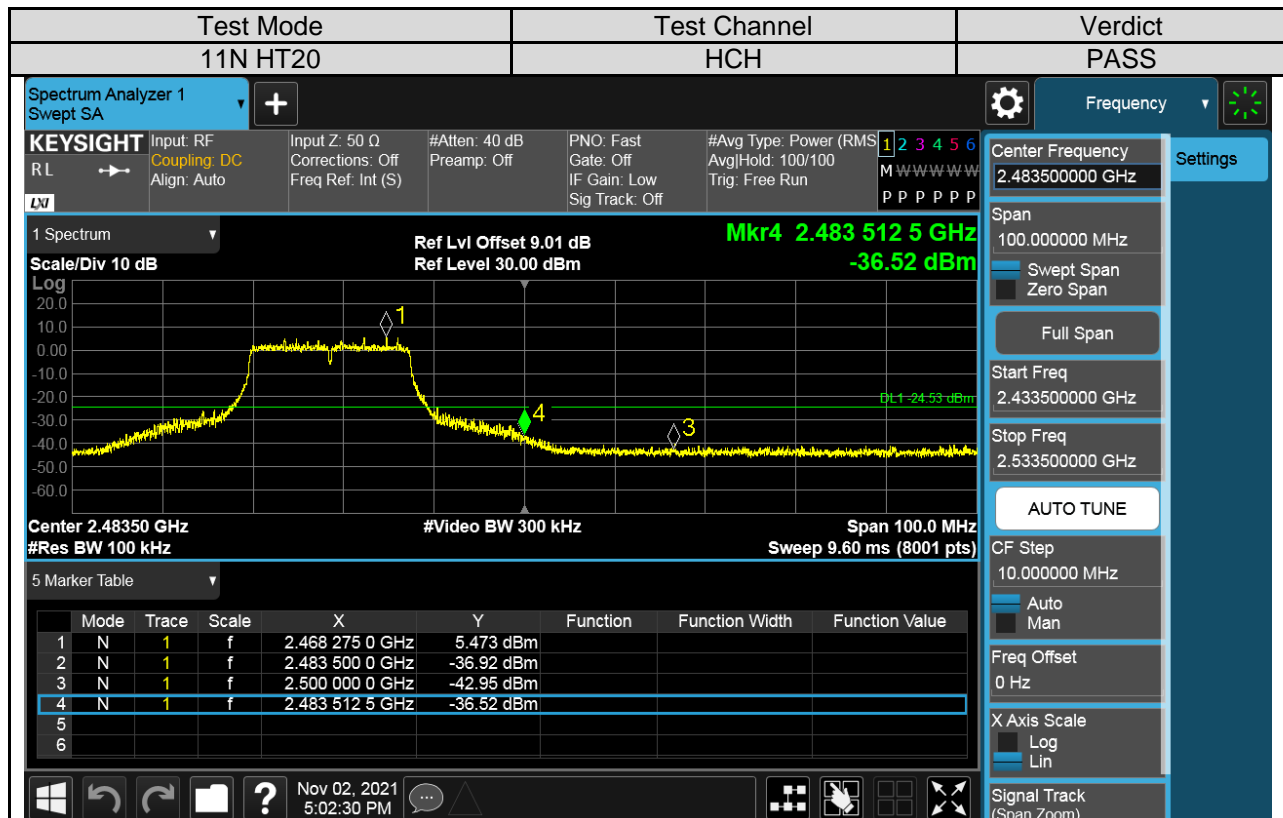 Test Mode Test Channel Verdict
11N HT20 HCH PASS
Spectrum Analyzer 1
Swept SA
+
Frequency
KEYSIGHT Input: RF Input Z: 50 Ω #Atten: 40 dB PNO: Fast #Avg Type: Power (RMS 1 2 3 4 5 6
RL Coupling: DC Corrections: Off Preamp: Off Gate: Off Avg|Hold: 100/100 M W W W W W
Align: Auto Freq Ref: Int (S) IF Gain: Low Trig: Free Run
LXI Sig Track: Off P P P P P P
1 Spectrum
Ref Lvl Offset 9.01 dB
Mkr4 2.483 512 5 GHz
Scale/Div 10 dB Ref Level 30.00 dBm -36.52 dBm
Log
20.0
10.0
0.00
-10.0
-20.0
-30.0
-40.0
-50.0
-60.0
1
DL1 -24.53 dBm
4
3
Center 2.48350 GHz #Video BW 300 kHz Span 100.0 MHz
#Res BW 100 kHz Sweep 9.60 ms (8001 pts)
5 Marker Table
Mode Trace Scale X Y Function Function Width Function Value
1 N 1 f 2.468 275 0 GHz 5.473 dBm
2 N 1 f 2.483 500 0 GHz -36.92 dBm
3 N 1 f 2.500 000 0 GHz -42.95 dBm
4 N 1 f 2.483 512 5 GHz -36.52 dBm
5
6
Center Frequency
2.483500000 GHz
Settings
Span
100.000000 MHz
Swept Span
Zero Span
Full Span
Start Freq
2.433500000 GHz
Stop Freq
2.533500000 GHz
AUTO TUNE
CF Step
10.000000 MHz
Auto
Man
Freq Offset
0 Hz
X Axis Scale
Log
Lin
Signal Track
(Span Zoom)
?
Nov 02, 2021
5:02:30 PM